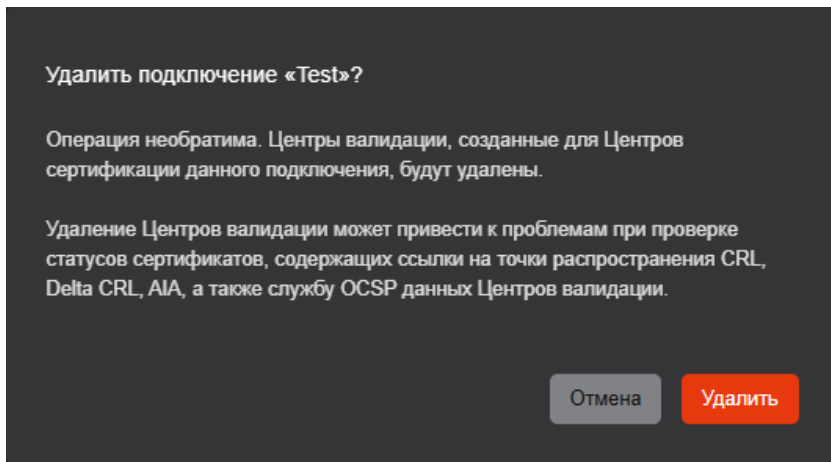 Удалить подключение «Test»?
Операция необратима. Центры валидации, созданные для Центров
сертификации данного подключения, будут удалены.
Удаление Центров валидации может привести к проблемам при проверке
статусов сертификатов, содержащих ссылки на точки распространения CRL,
Delta CRL, AIA, а также службу OCSP данных Центров валидации.
Отмена Удалить